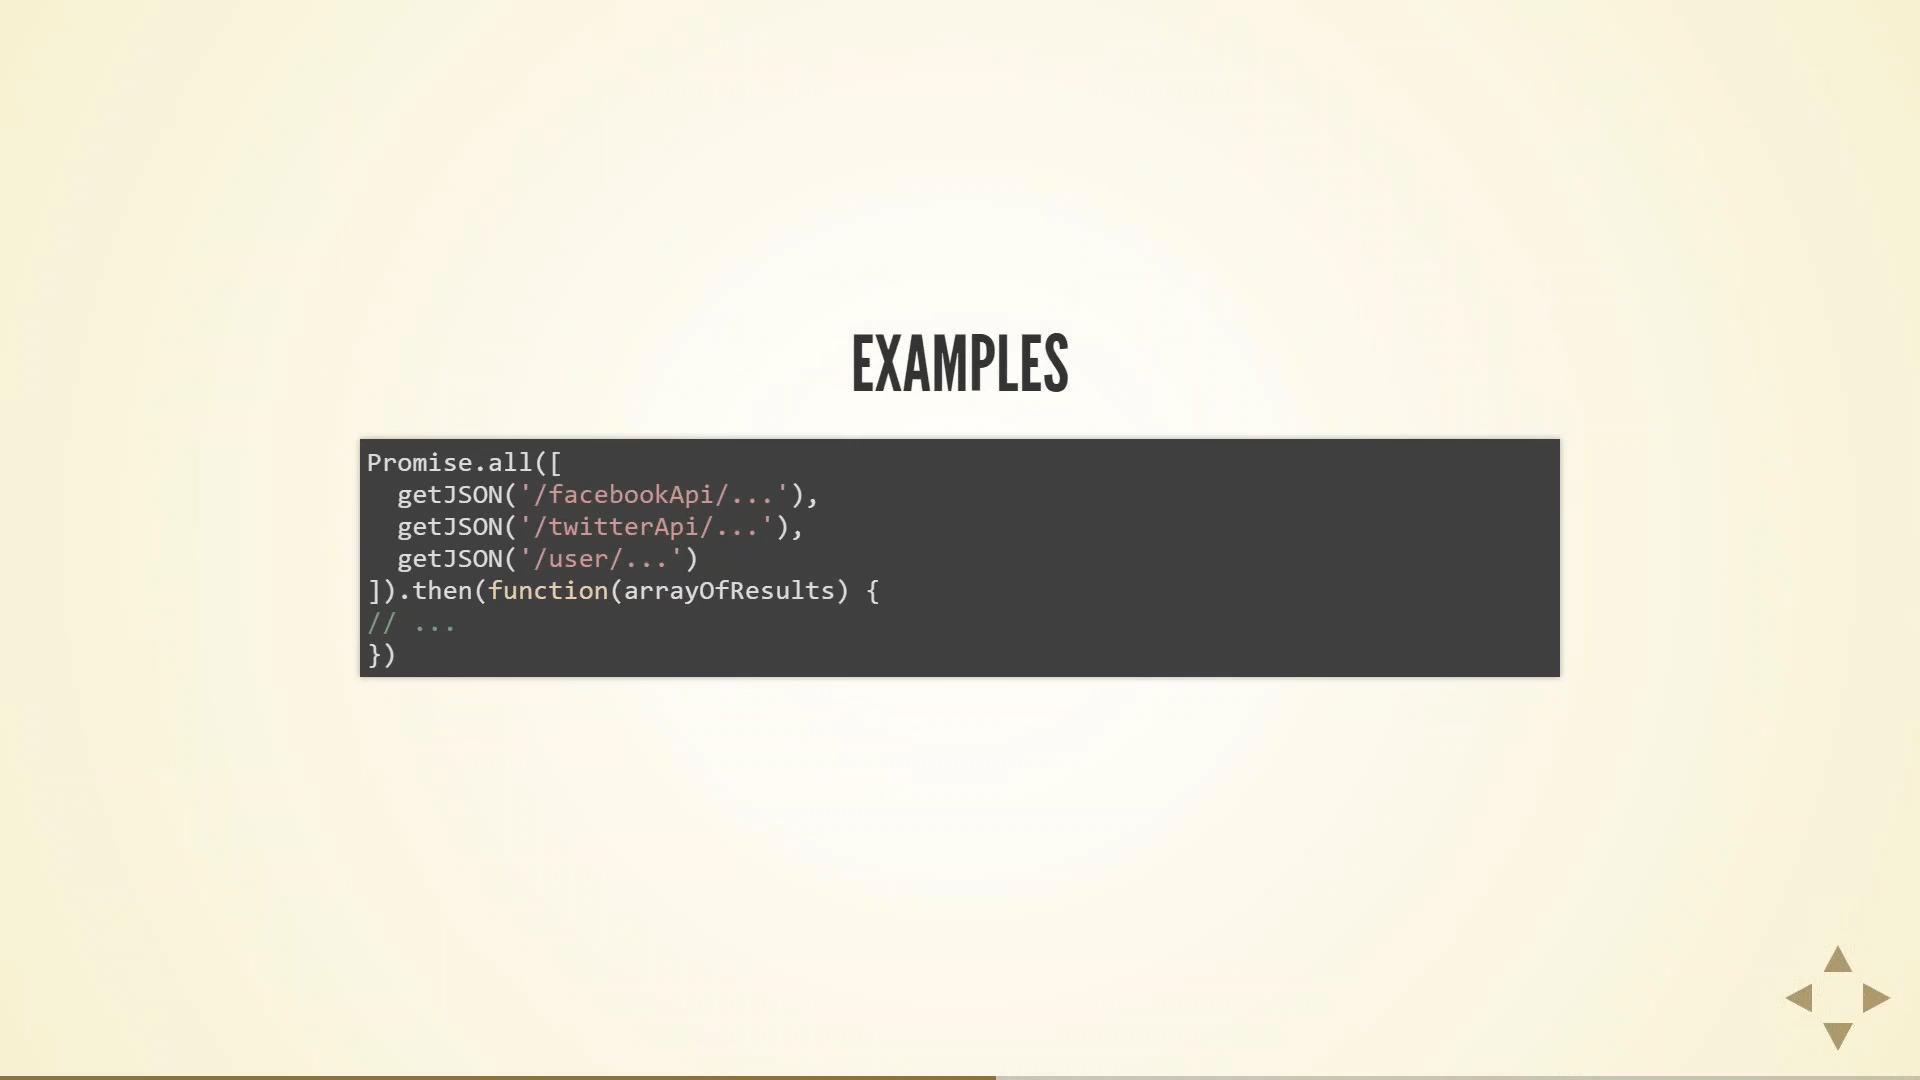 EXAMPLES
Promise.all([
  getJSON('/facebookApi/...'),
  getJSON('/twitterApi/...'),
  getJSON('/user/...')
]).then(function(arrayOfResults) {
// ...
})